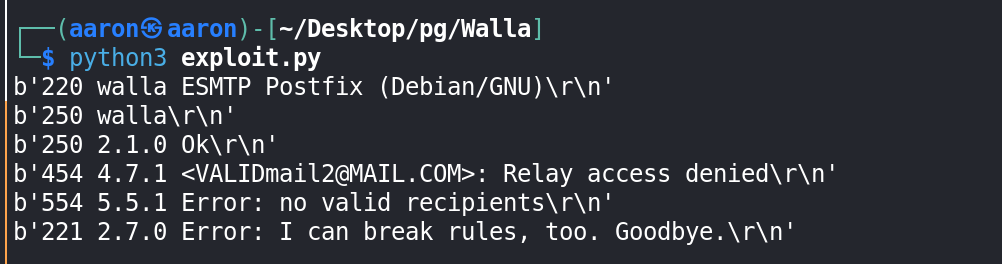 ┌──(aaron㉿aaron)-[~/Desktop/pg/Walla]
└─$ python3 exploit.py
b'220 walla ESMTP Postfix (Debian/GNU)\r\n'
b'250 walla\r\n'
b'250 2.1.0 Ok\r\n'
b'454 4.7.1 <VALIDmail2@MAIL.COM>: Relay access denied\r\n'
b'554 5.5.1 Error: no valid recipients\r\n'
b'221 2.7.0 Error: I can break rules, too. Goodbye.\r\n'